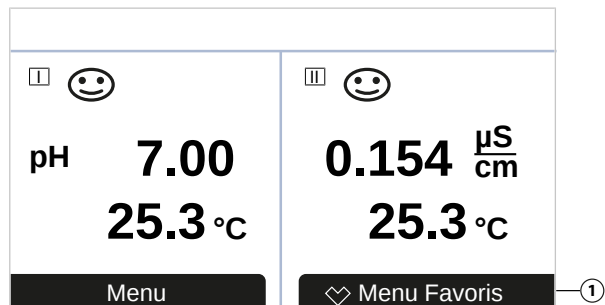 I
II
pH 7.00
0.154 µS/cm
25.3 °C
25.3 °C
Menu
Menu Favoris
1